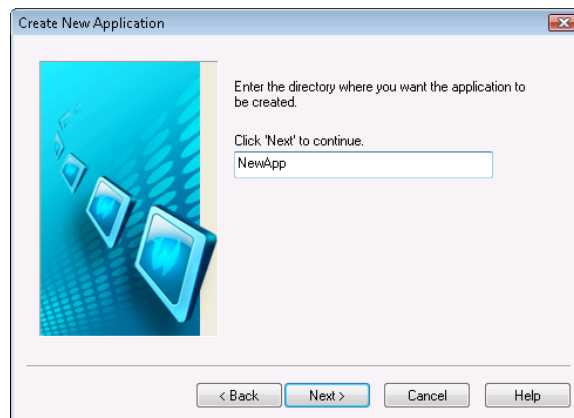 Create New Application
Enter the directory where you want the application to
be created.
Click 'Next' to continue.
NewApp
< Back
Next >
Cancel
Help